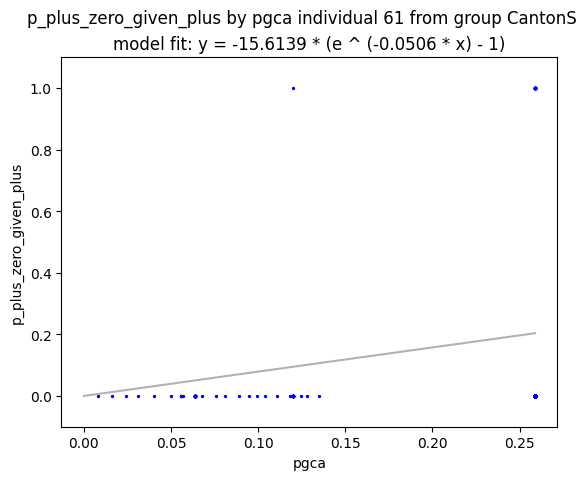 p_plus_zero_given_plus by pgca individual 61 from group CantonS
model fit: y = -15.6139 * (e ^ (-0.0506 * x) - 1)
1.0
0.8
0.6
0.4
0.2
0.0
p_plus_zero_given_plus
0.00 0.05 0.10 0.15 0.20 0.25
pgca